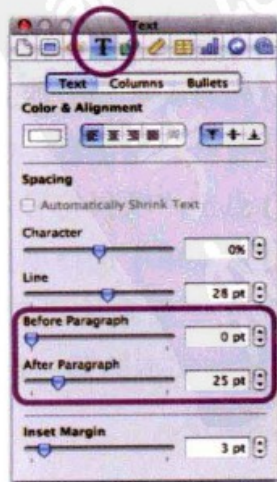 Text
T
Text Columns Bullets
Color & Alignment
Spacing
Automatically Shrink Text
Character
0%
Line
28 pt
Before Paragraph
0 pt
After Paragraph
25 pt
Inset Margin
3 pt